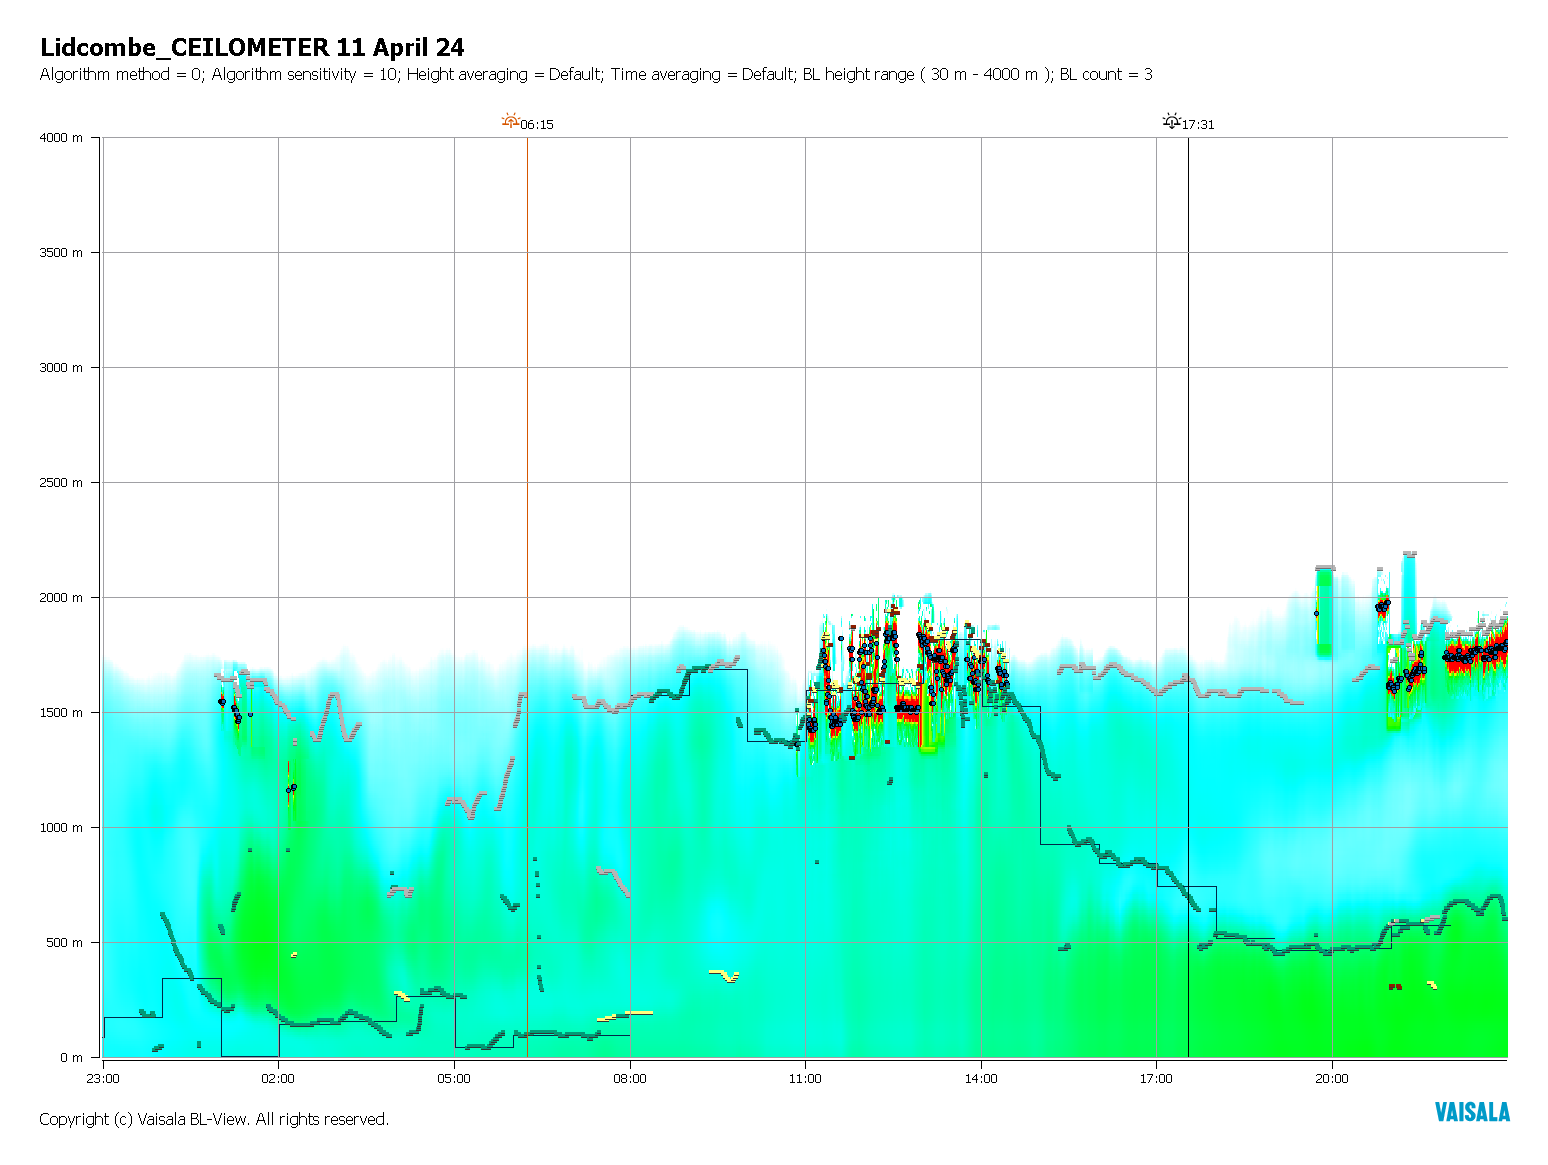 Lidcombe_CEILOMETER 11 April 24
Algorithm method = 0; Algorithm sensitivity = 10; Height averaging = Default; Time averaging = Default; BL height range ( 30 m - 4000 m ); BL count = 3
06:15 17:31
4000 m
3500 m
3000 m
2500 m
2000 m
1500 m
1000 m
500 m
0 m
23:00 02:00 05:00 08:00 11:00 14:00 17:00 20:00
Copyright (c) Vaisala BL-View. All rights reserved.
VAISALA